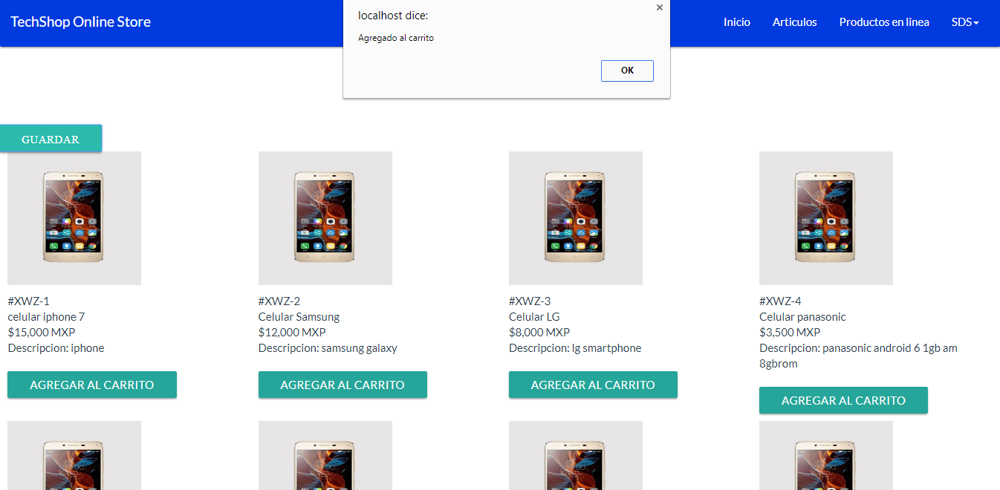 TechShop Online Store
Inicio
Articulos
Productos en linea
SDS
localhost dice:
Agregado al carrito
OK
GUARDAR
#XWZ-1
celular iphone 7
$15,000 MXP
Descripcion: iphone
AGREGAR AL CARRITO
#XWZ-2
Celular Samsung
$12,000 MXP
Descripcion: samsung galaxy
AGREGAR AL CARRITO
#XWZ-3
Celular LG
$8,000 MXP
Descripcion: lg smartphone
AGREGAR AL CARRITO
#XWZ-4
Celular panasonic
$3,500 MXP
Descripcion: panasonic android 6 1gb am
8gbrom
AGREGAR AL CARRITO